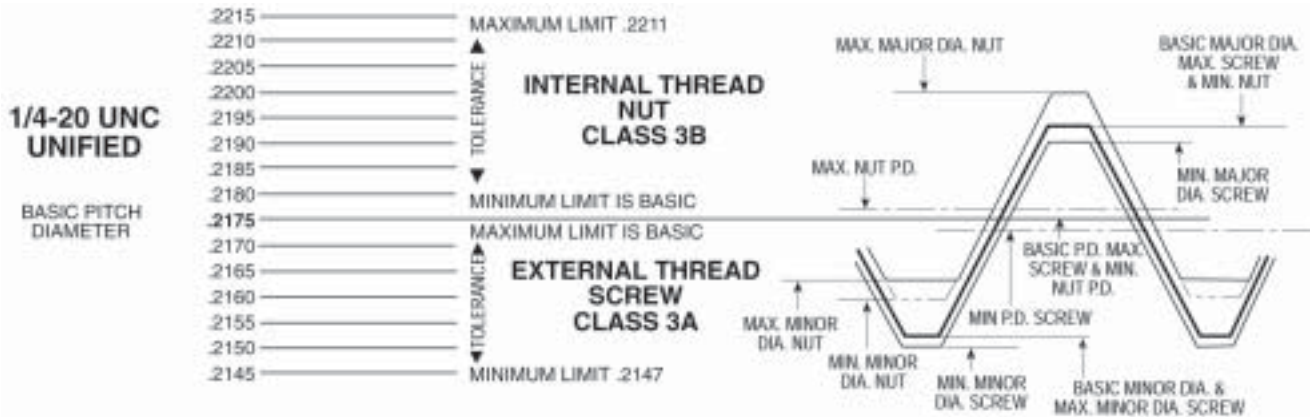 1/4-20 UNC
UNIFIED
BASIC PITCH
DIAMETER
.2215
.2210
.2205
.2200
.2195
.2190
.2185
.2180
.2175
.2170
.2165
.2160
.2155
.2150
.2145
MAXIMUM LIMIT .2211
TOLERANCE
INTERNAL THREAD
NUT
CLASS 3B
MINIMUM LIMIT IS BASIC
MAXIMUM LIMIT IS BASIC
TOLERANCE
EXTERNAL THREAD
SCREW
CLASS 3A
MINIMUM LIMIT .2147
MAX. MAJOR DIA. NUT
BASIC MAJOR DIA.
MAX. SCREW
& MIN. NUT
MAX. NUT P.D.
MIN. MAJOR
DIA. SCREW
BASIC P.D. MAX.
SCREW & MIN.
NUT P.D.
MIN P.D. SCREW
MAX. MINOR
DIA. NUT
MIN. MINOR
DIA. NUT
MIN. MINOR
DIA. SCREW
BASIC MINOR DIA. &
MAX. MINOR DIA. SCREW